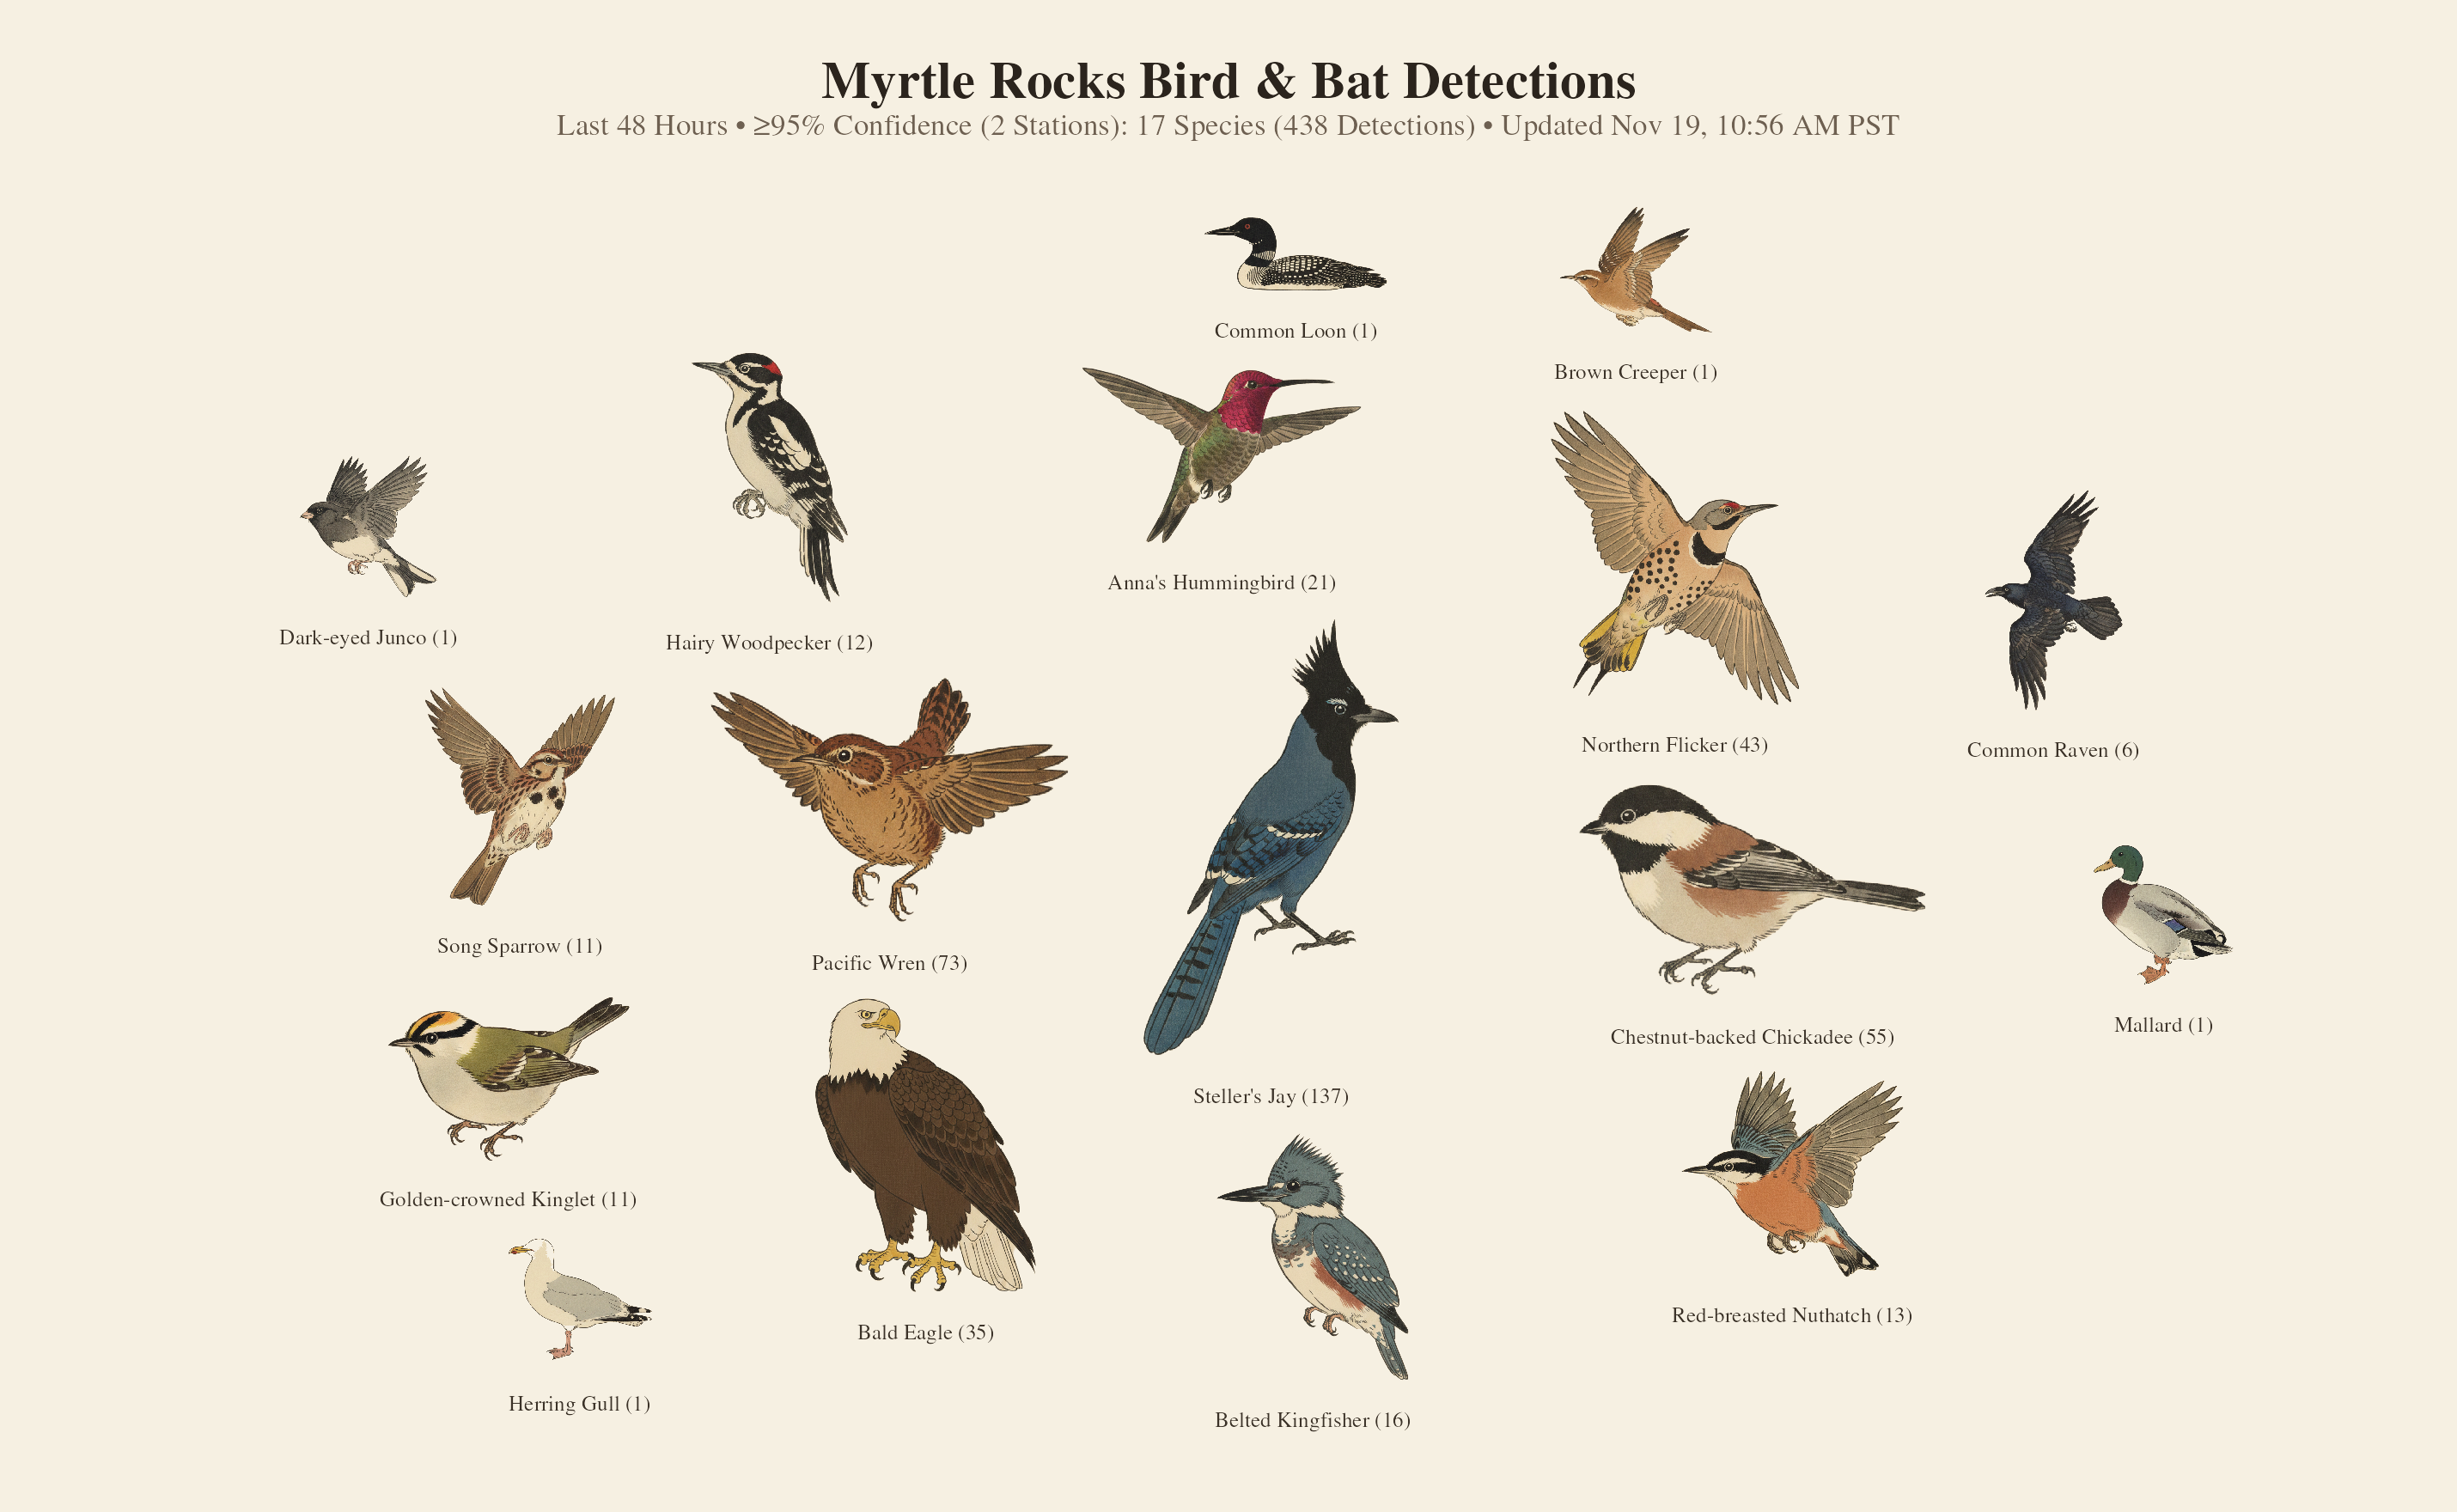 Myrtle Rocks Bird & Bat Detections
Last 48 Hours • ≥95% Confidence (2 Stations): 17 Species (438 Detections) • Updated Nov 19, 10:56 AM PST
Common Loon (1)
Brown Creeper (1)
Anna's Hummingbird (21)
Dark-eyed Junco (1)
Hairy Woodpecker (12)
Northern Flicker (43)
Common Raven (6)
Song Sparrow (11)
Pacific Wren (73)
Mallard (1)
Chestnut-backed Chickadee (55)
Steller's Jay (137)
Golden-crowned Kinglet (11)
Red-breasted Nuthatch (13)
Bald Eagle (35)
Herring Gull (1)
Belted Kingfisher (16)